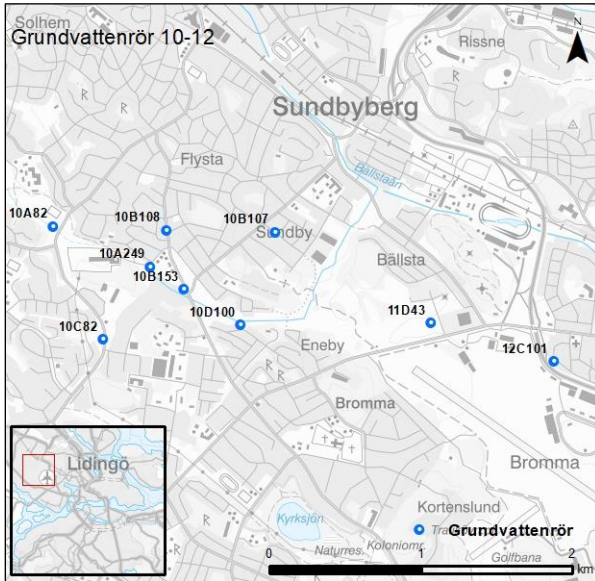 Solhem
Grundvattenrör 10-12
Rissne
N
Sundbyberg
Flysta
Bällstaån
10A82
10B108
10B107
Sundby
10A249
Bällsta
10B153
10D100
11D43
10C82
Eneby
12C101
Bromma
Lidingö
Bromma
Kortenslund
Kyrksjön
Grundvattenrör
Naturres.
Koloniomr
Golfbana
0 1 2
km